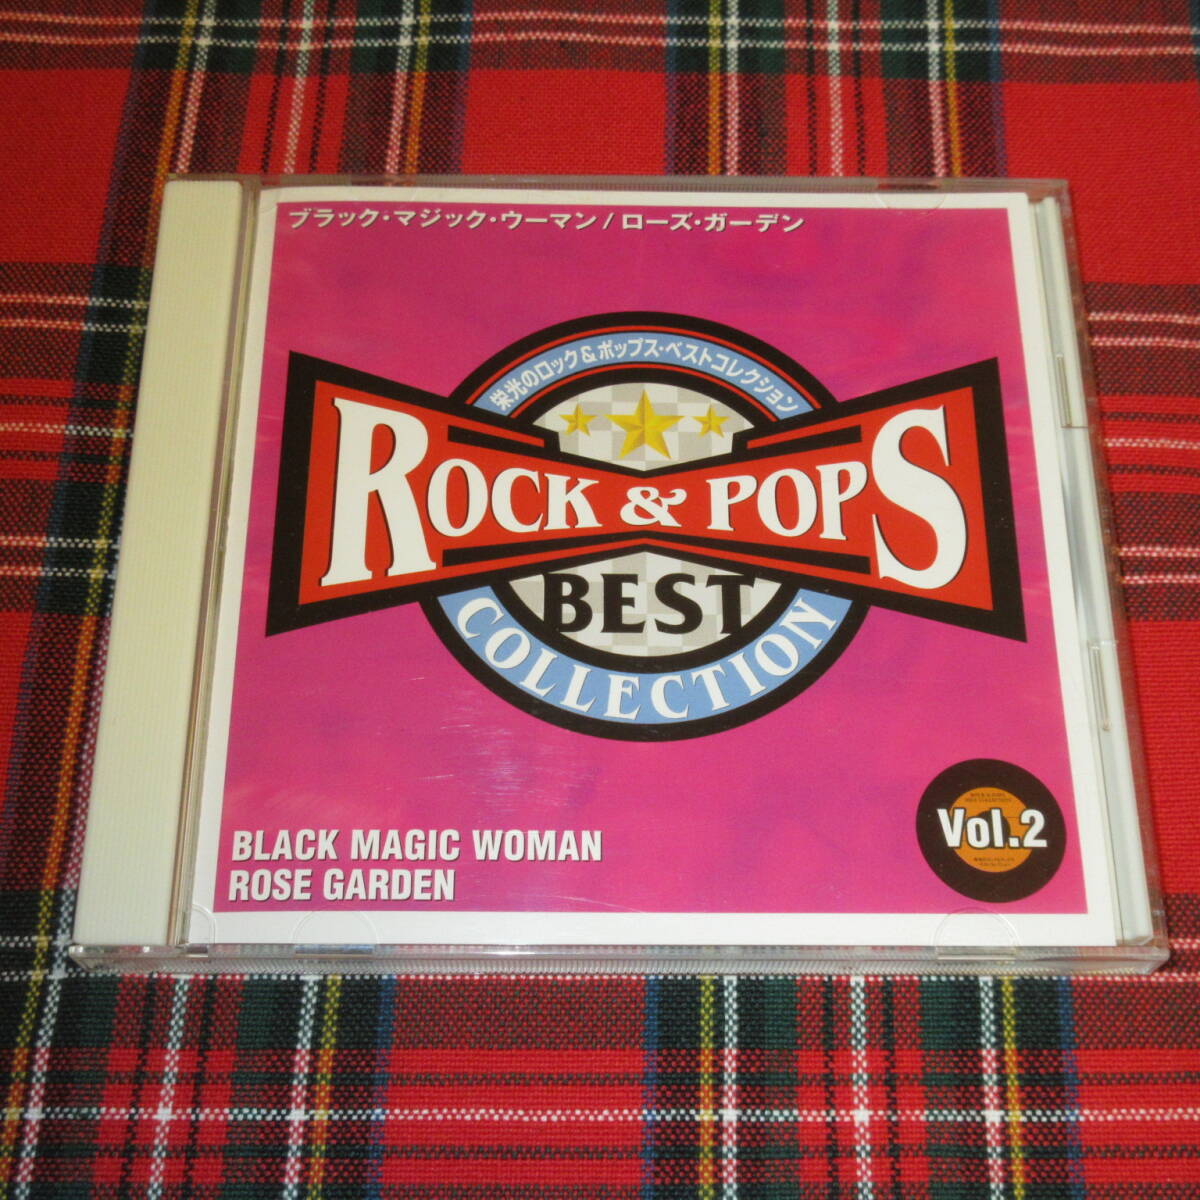 ブラック・マジック・ウーマン/ローズ・ガーデン
栄光のロック&ポップス・ベストコレクション
ROCK & POPS
BEST
COLLECTION
Vol.2
BLACK MAGIC WOMAN
ROSE GARDEN